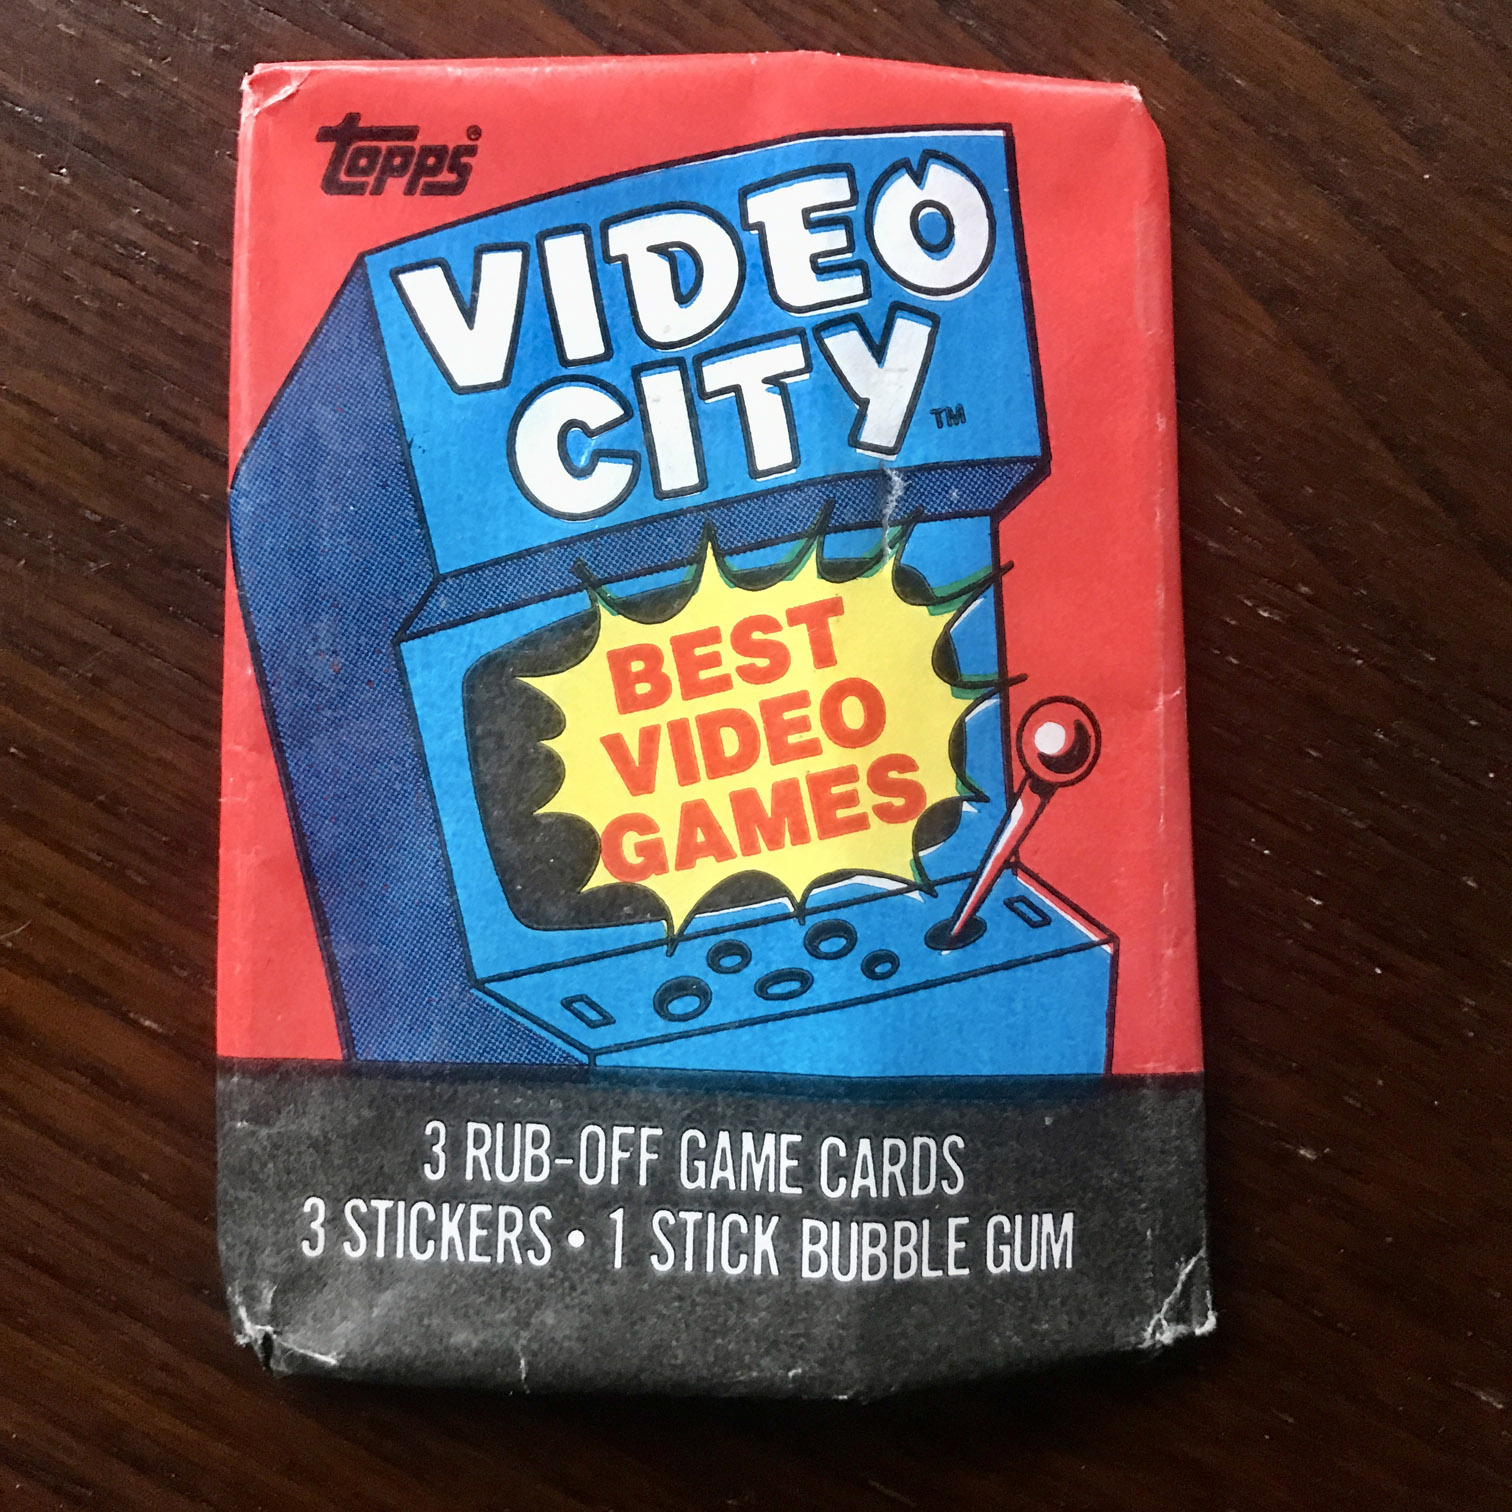 Topps®
VIDEO
CITY™
BEST
VIDEO
GAMES
3 RUB-OFF GAME CARDS
3 STICKERS • 1 STICK BUBBLE GUM